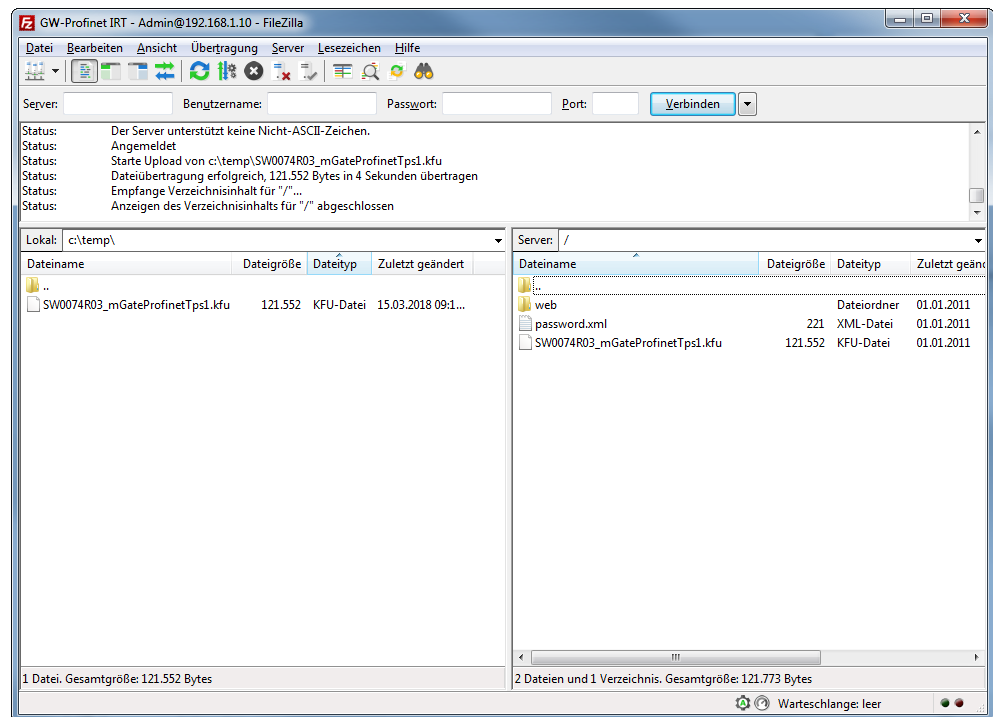 GW-Profinet IRT - Admin@192.168.1.10 - FileZilla
Datei Bearbeiten Ansicht Übertragung Server Lesezeichen Hilfe
Server: Benutzername: Passwort: Port: Verbinden
Status: Der Server unterstützt keine Nicht-ASCII-Zeichen.
Status: Angemeldet
Status: Starte Upload von c:\temp\SW0074R03_mGateProfinetTps1.kfu
Status: Dateiübertragung erfolgreich, 121.552 Bytes in 4 Sekunden übertragen
Status: Empfange Verzeichnisinhalt für "/"...
Status: Anzeigen des Verzeichnisinhalts für "/" abgeschlossen
Lokal: c:\temp\
Dateiname Dateigröße Dateityp Zuletzt geändert
..
SW0074R03_mGateProfinetTps1.kfu 121.552 KFU-Datei 15.03.2018 09:1...
1 Datei. Gesamtgröße: 121.552 Bytes
Server: /
Dateiname Dateigröße Dateityp Zuletzt geänd
..
web Dateiordner 01.01.2011
password.xml 221 XML-Datei 01.01.2011
SW0074R03_mGateProfinetTps1.kfu 121.552 KFU-Datei 01.01.2011
2 Dateien und 1 Verzeichnis. Gesamtgröße: 121.773 Bytes
Warteschlange: leer